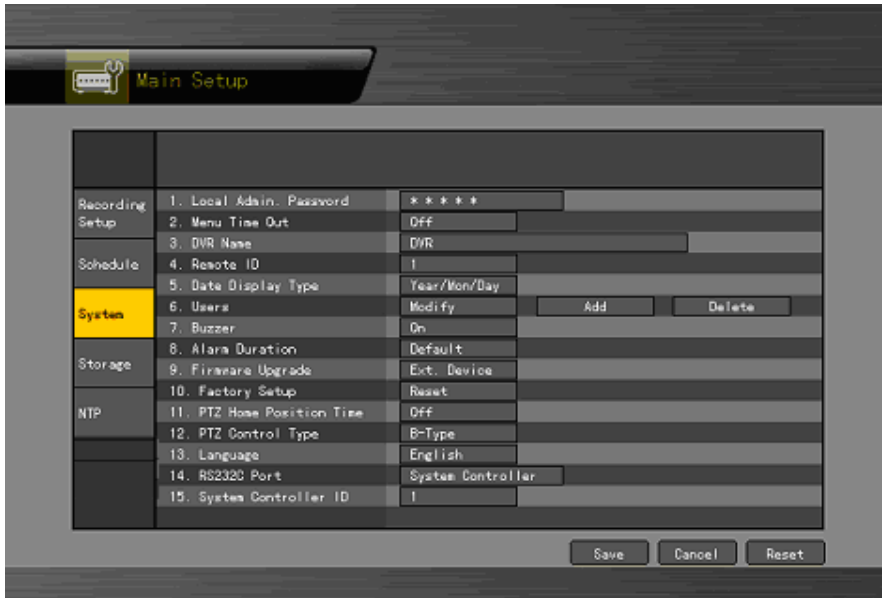 Main Setup
Recording Setup
Schedule
System
Storage
NTP
1. Local Admin. Password * * * * *
2. Menu Time Out Off
3. DVR Name DVR
4. Remote ID 1
5. Date Display Type Year/Mon/Day
6. Users Modify Add Delete
7. Buzzer On
8. Alarm Duration Default
9. Firmware Upgrade Ext. Device
10. Factory Setup Reset
11. PTZ Home Position Time Off
12. PTZ Control Type B-Type
13. Language English
14. RS232C Port System Controller
15. System Controller ID 1
Save Cancel Reset